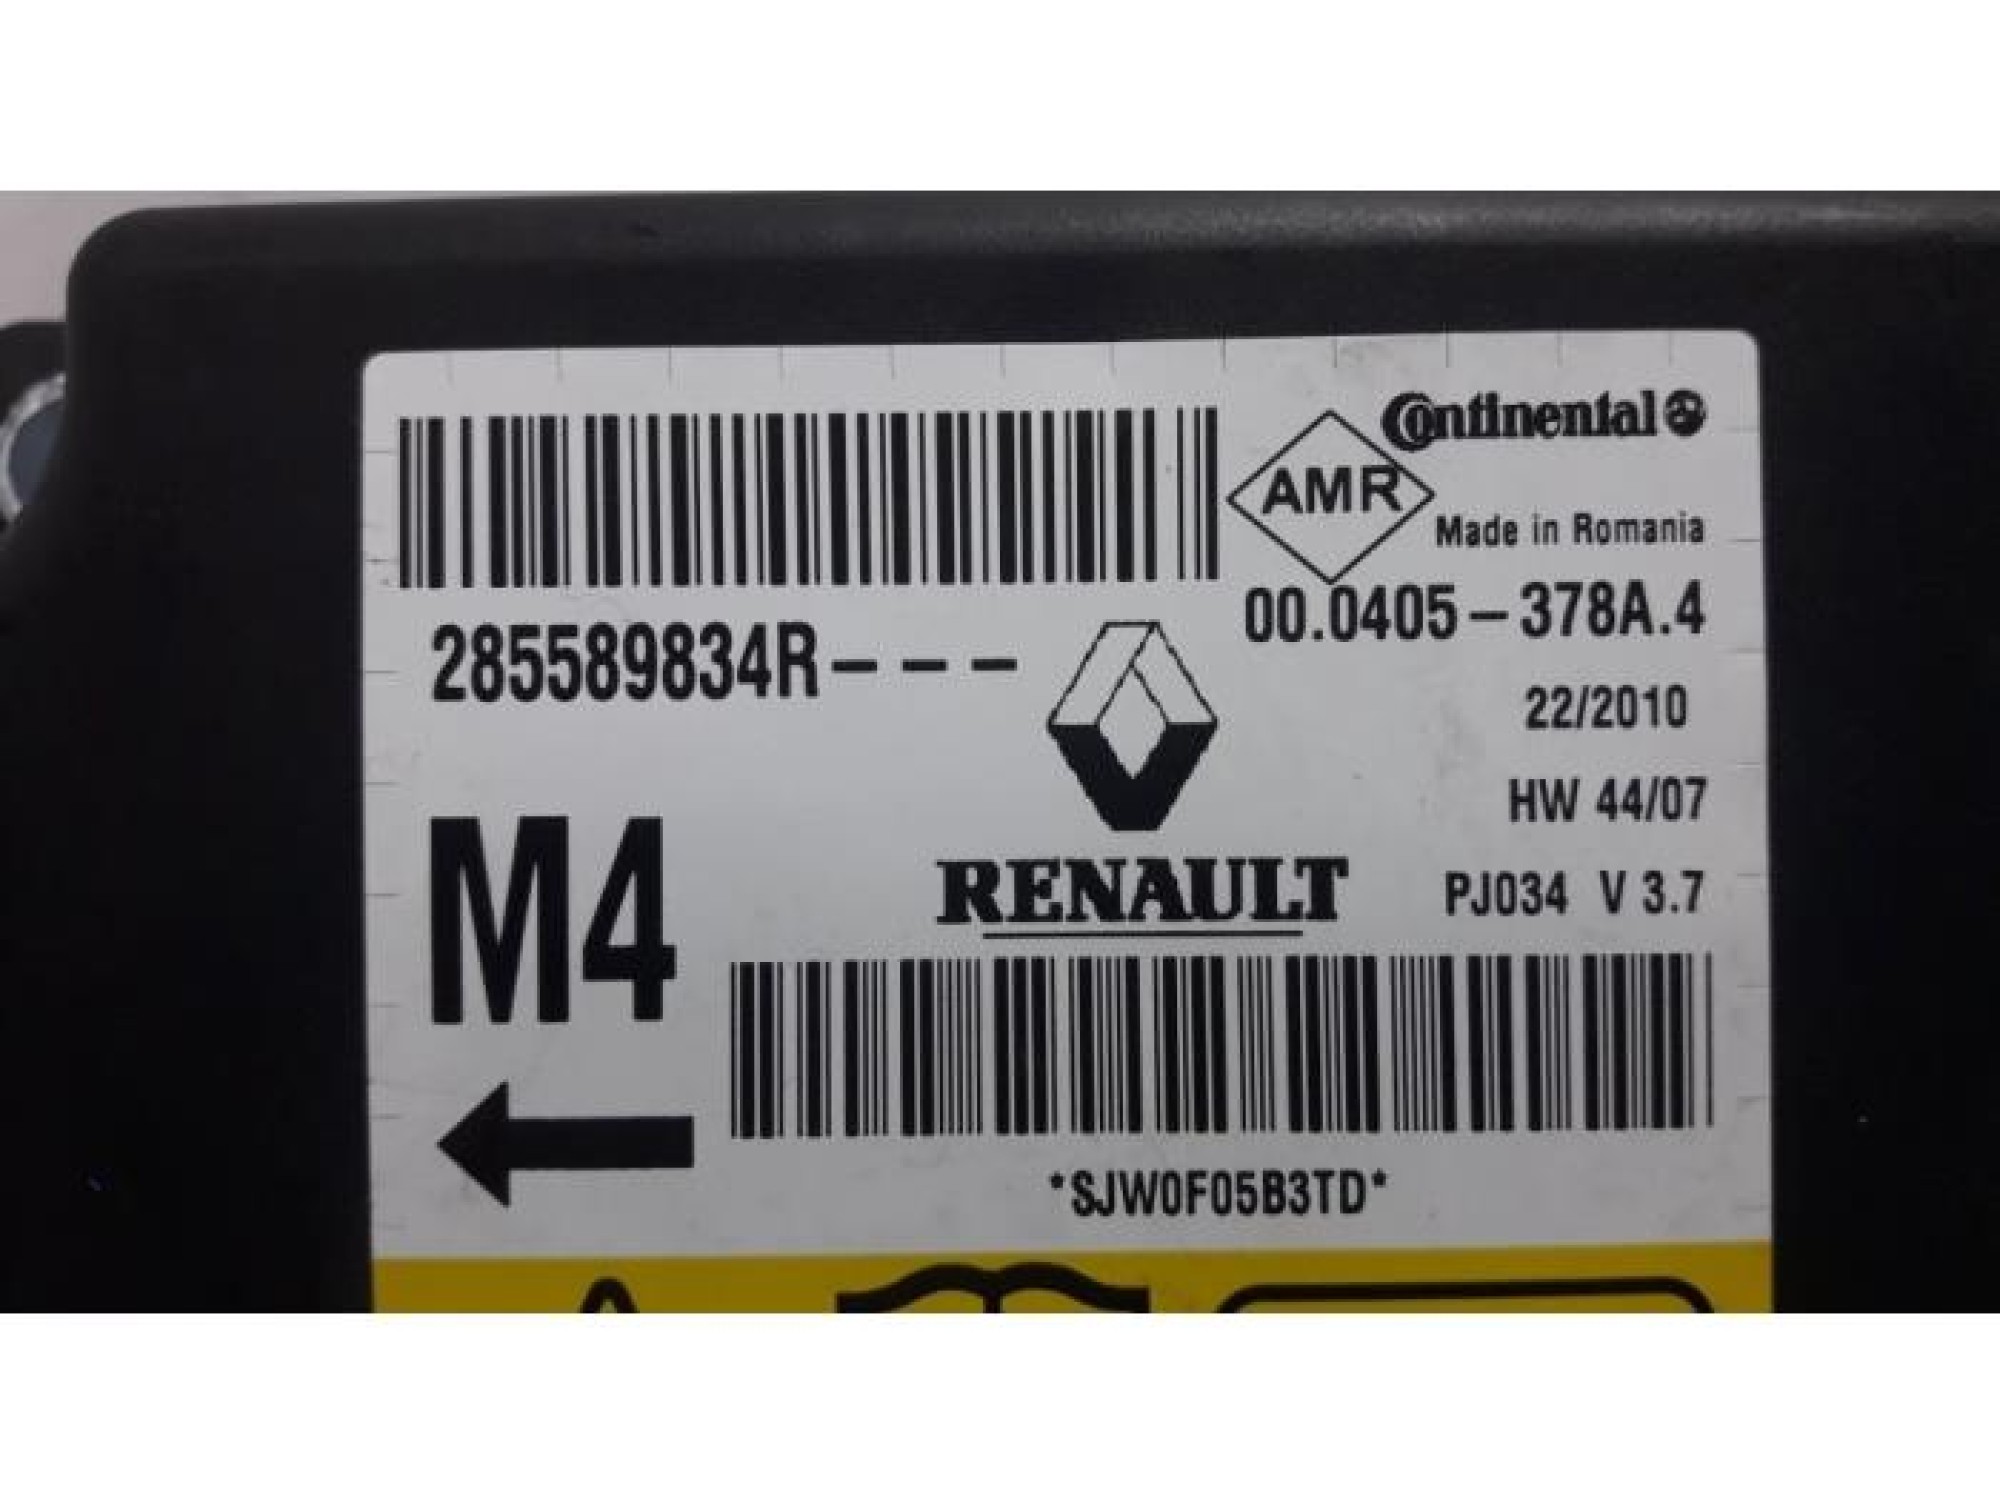 Continental
AMR
Made in Romania
00.0405-378A.4
285589834R---
22/2010
HW 44/07
M4
RENAULT
PJ034 V 3.7
*SJW0F05B3TD*